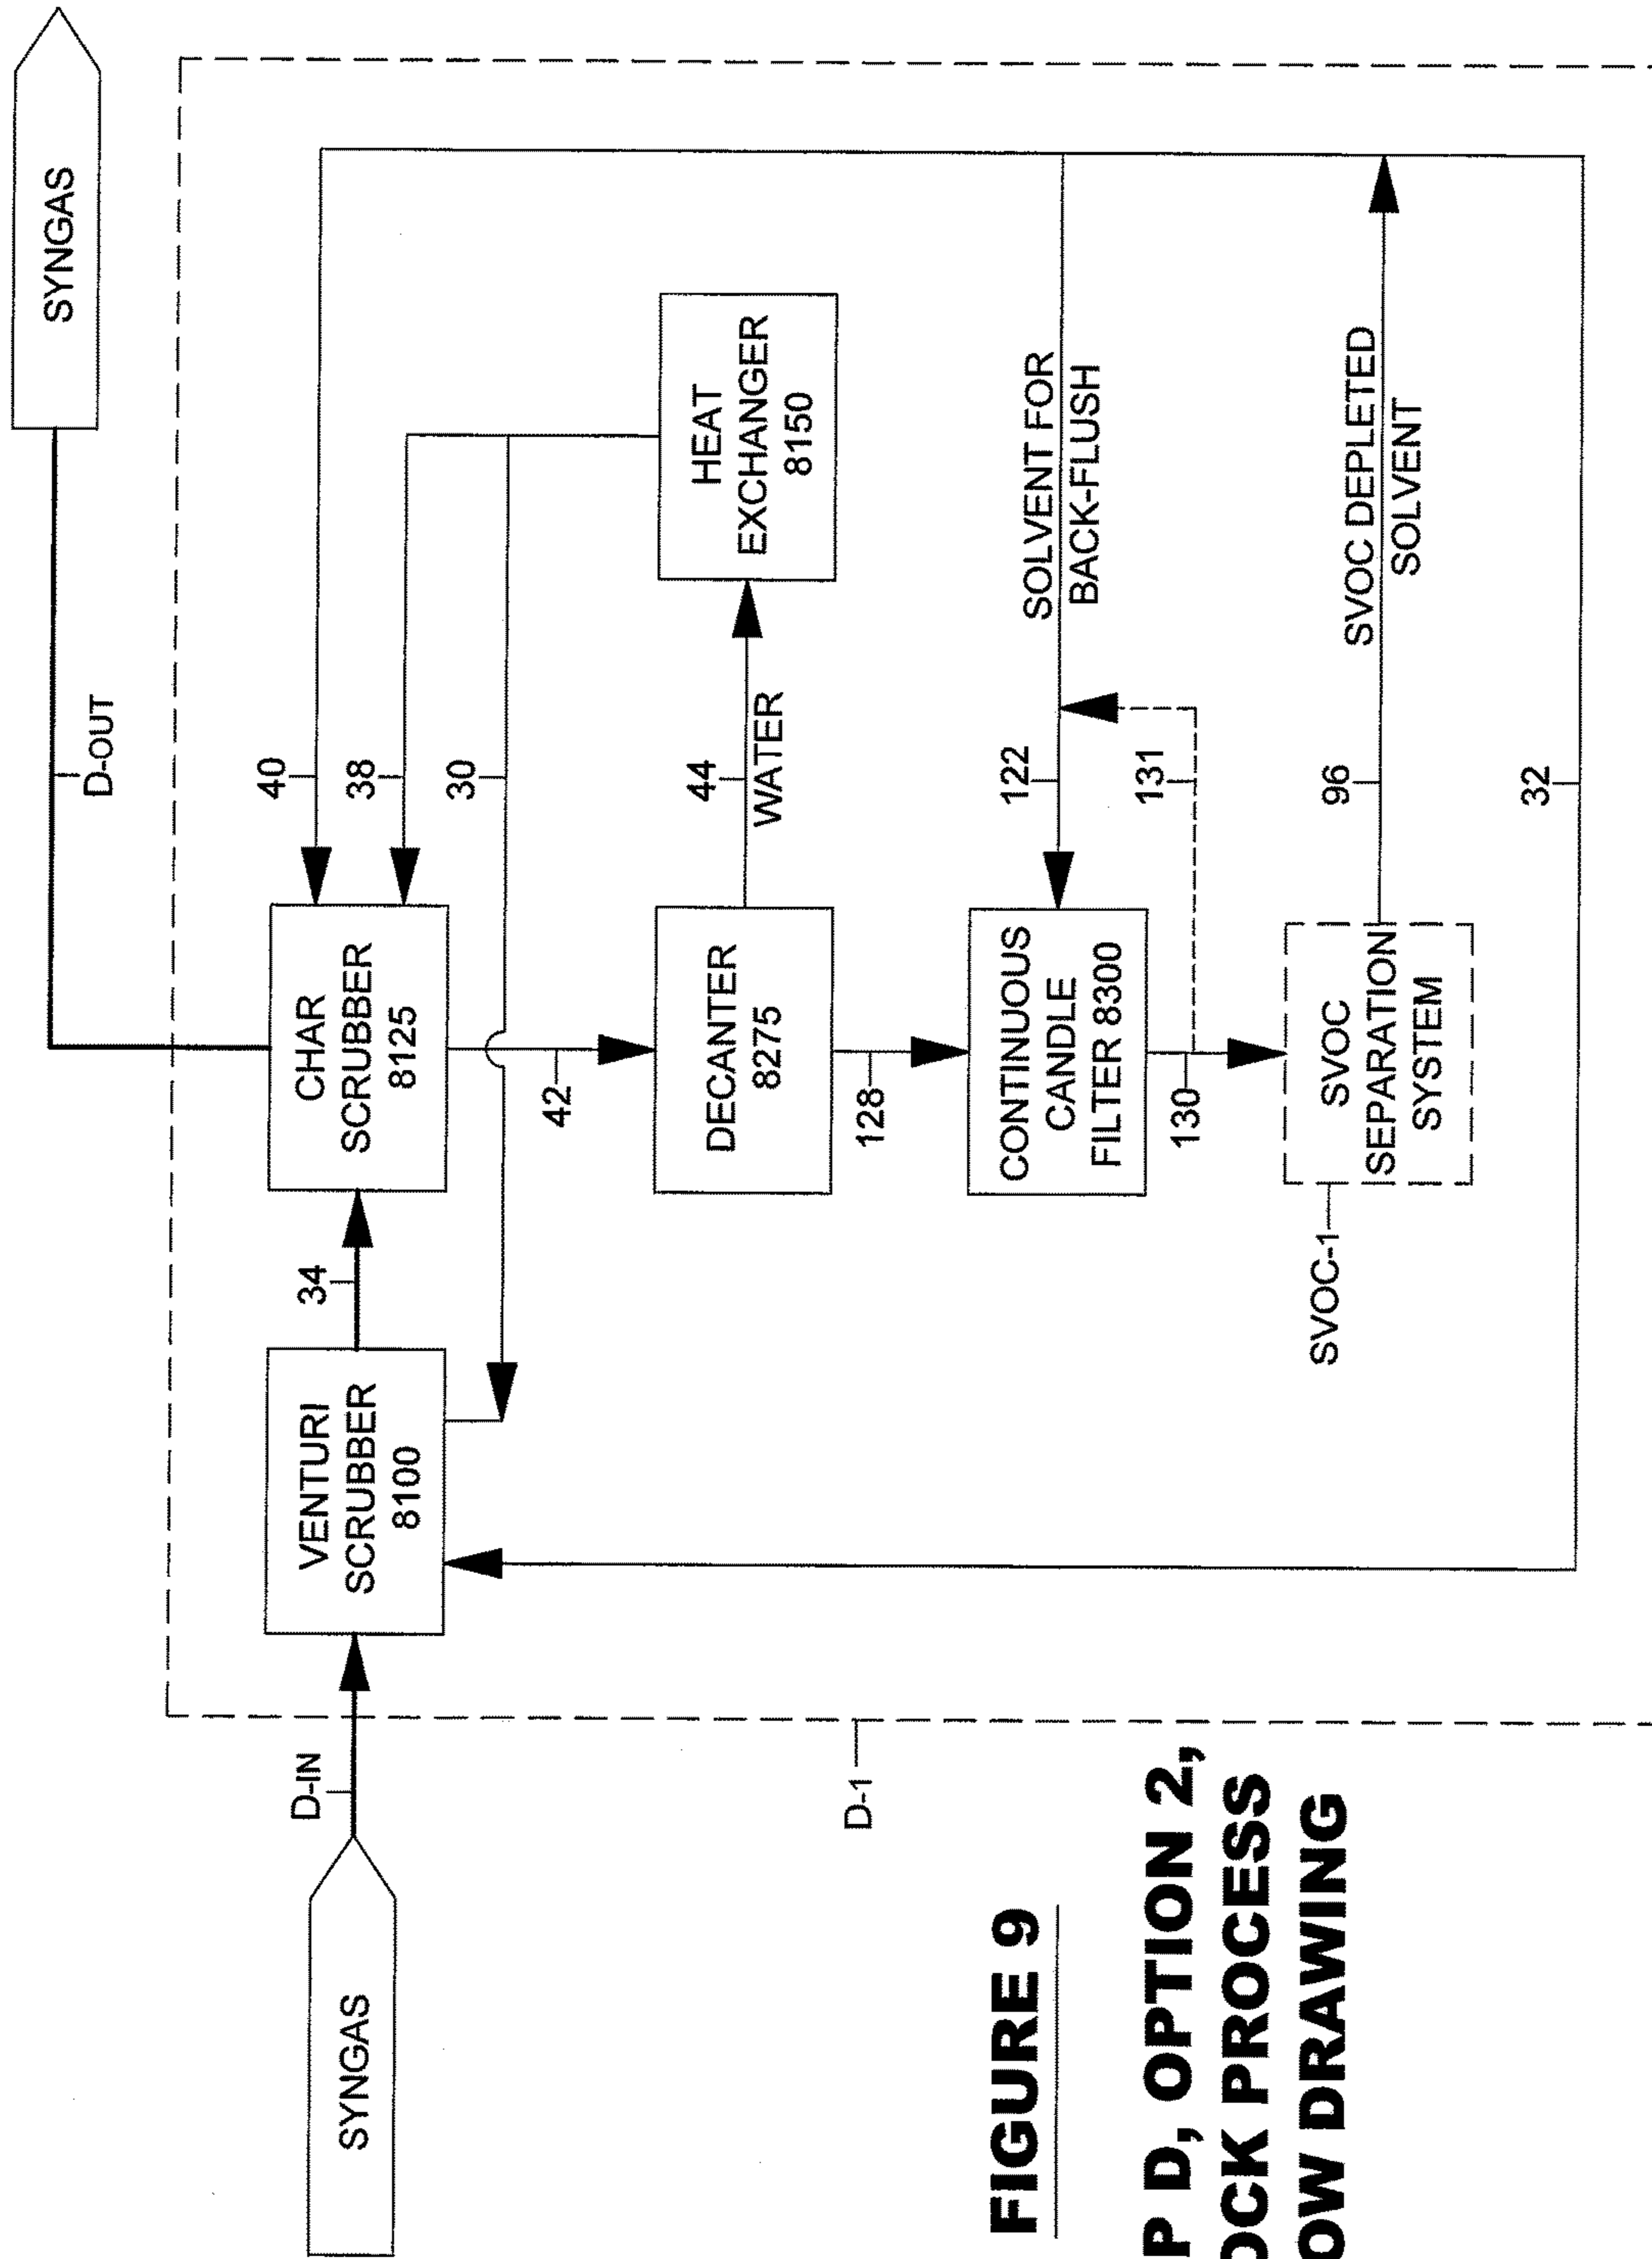 SYNGAS
D-OUT
SYNGAS
D-IN
VENTURI
SCRUBBER
8100
34
CHAR
SCRUBBER
8125
40
38
30
42
DECANTER
8275
44
WATER
HEAT
EXCHANGER
8150
D-1
128
CONTINUOUS
CANDLE
FILTER 8300
122
SOLVENT FOR
BACK-FLUSH
131
130
SVOC-1
SVOC
SEPARATION
SYSTEM
96
SVOC DEPLETED
SOLVENT
32
FIGURE 9
P D, OPTION 2,
OCK PROCESS
OW DRAWING